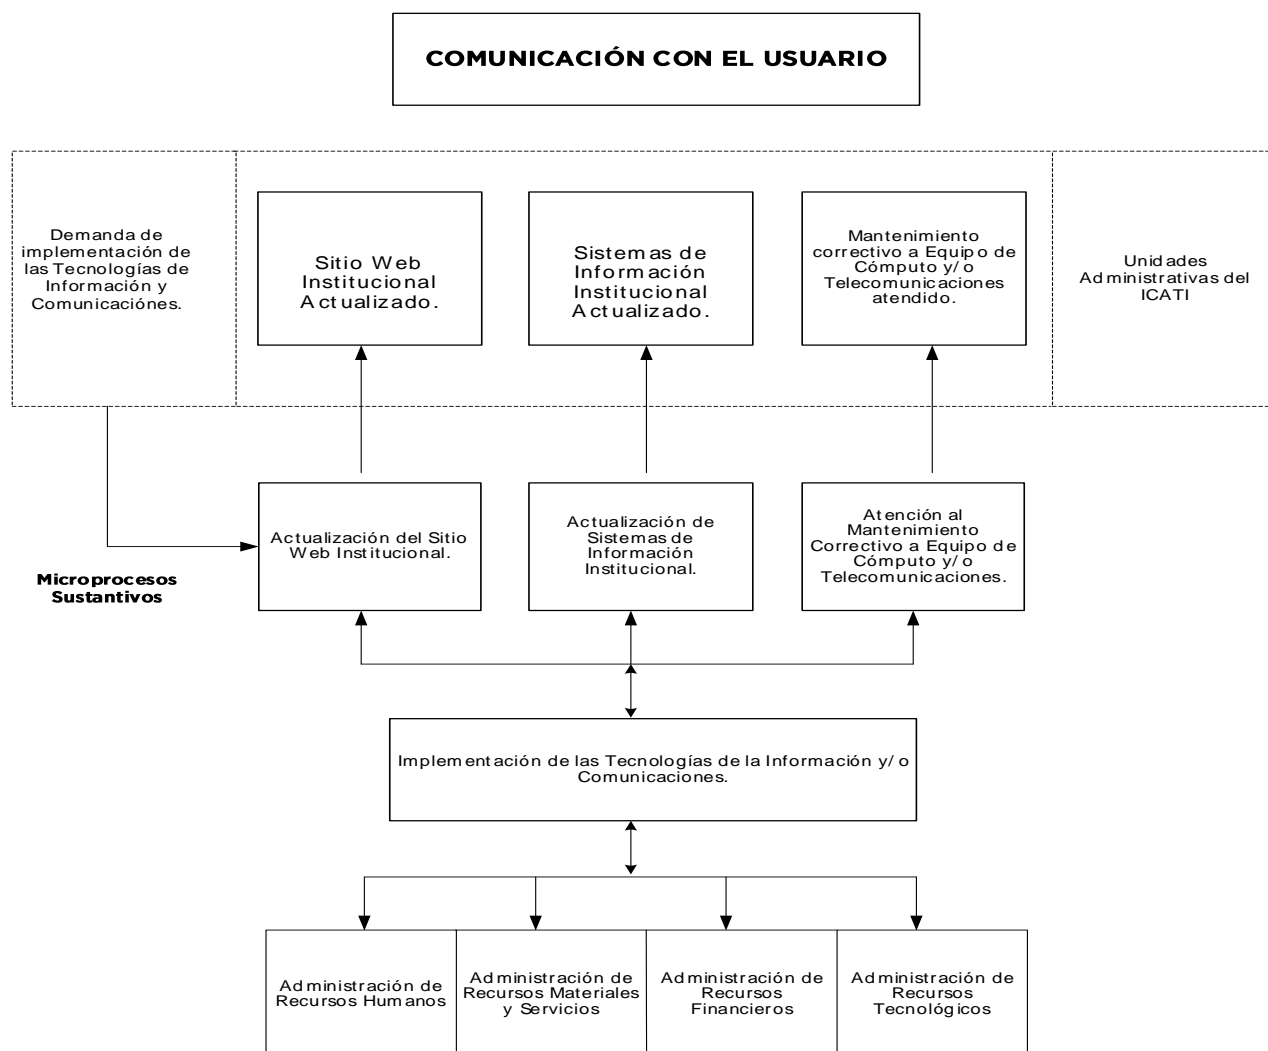 COMUNICACIÓN CON EL USUARIO
Demanda de
implementación de
las Tecnologías de
Información y
Comunicaciónes.
Sitio Web
Institucional
Actualizado.
Sistemas de
Información
Institucional
Actualizado.
Mantenimiento
correctivo a Equipo de
Cómputo y/o
Telecomunicaciones
atendido.
Unidades
Administrativas del
ICATI
Actualización del Sitio
Web Institucional.
Actualización de
Sistemas de
Información
Institucional.
Atención al
Mantenimiento
Correctivo a Equipo de
Cómputo y/o
Telecomunicaciones.
Microprocesos
Sustantivos
Implementación de las Tecnologías de la Información y/o
Comunicaciones.
Administración de
Recursos Humanos
Administración de
Recursos Materiales
y Servicios
Administración de
Recursos
Financieros
Administración de
Recursos
Tecnológicos